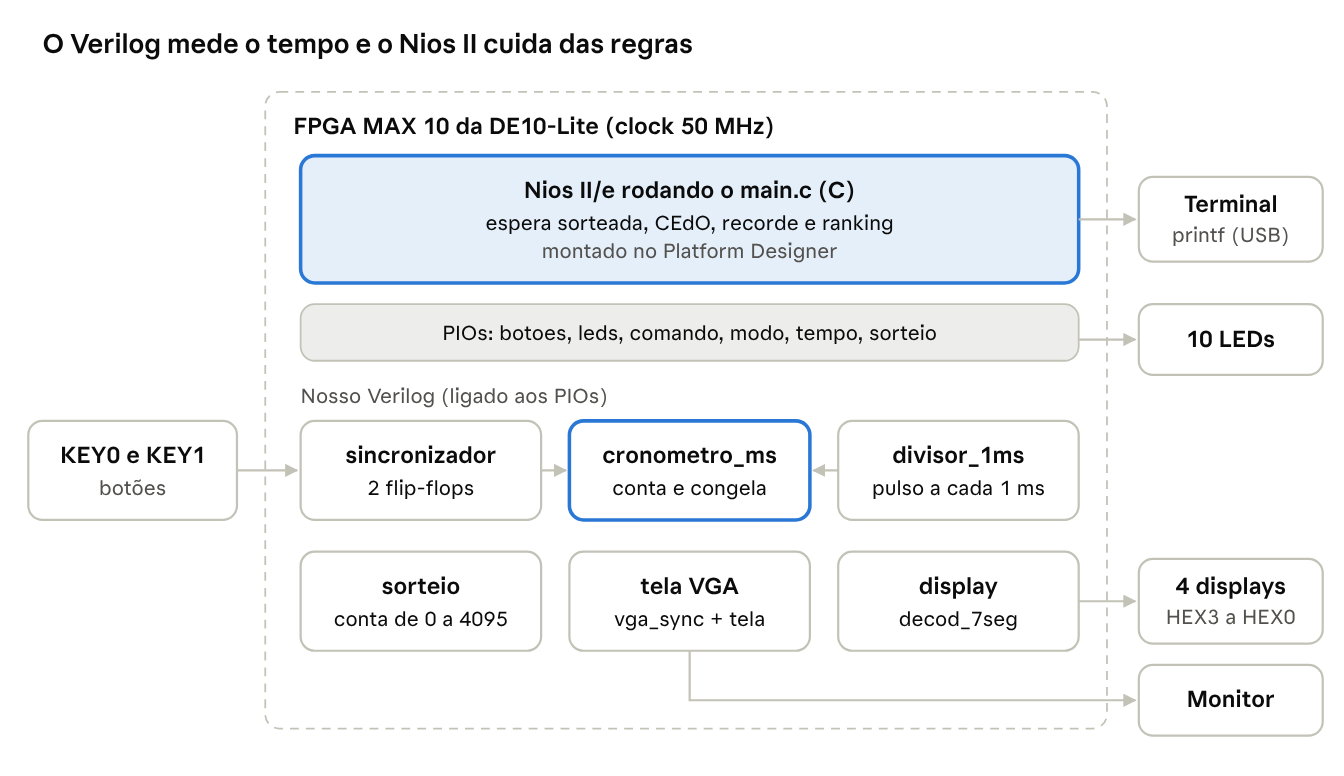 O Verilog mede o tempo e o Nios II cuida das regras
FPGA MAX 10 da DE10-Lite (clock 50 MHz)
Nios II/e rodando o main.c (C)
espera sorteada, CEdO, recorde e ranking
montado no Platform Designer
Terminal
printf (USB)
PIOs: botoes, leds, comando, modo, tempo, sorteio
10 LEDs
Nosso Verilog (ligado aos PIOs)
KEY0 e KEY1
botões
sincronizador
2 flip-flops
cronometro_ms
conta e congela
divisor_1ms
pulso a cada 1 ms
sorteio
conta de 0 a 4095
tela VGA
vga_sync + tela
display
decod_7seg
4 displays
HEX3 a HEX0
Monitor